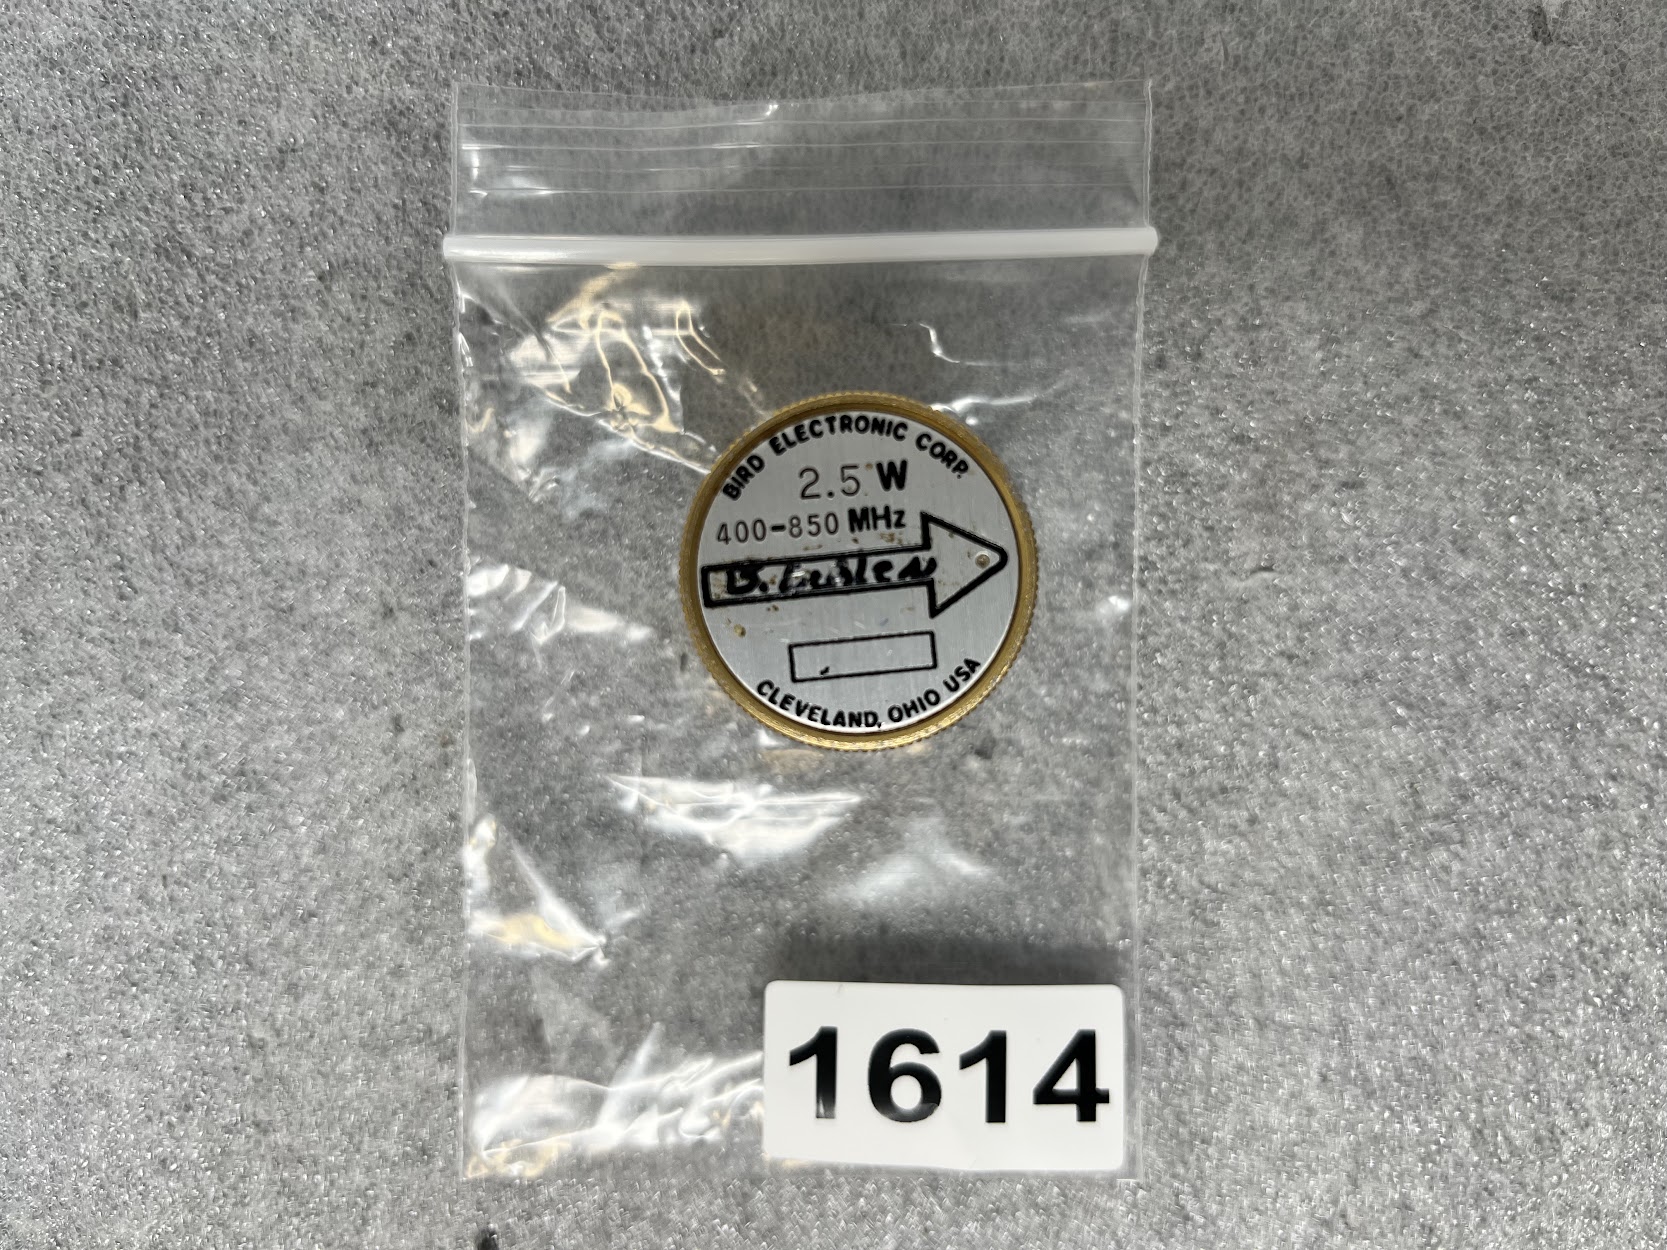 BIRD ELECTRONIC CORP.
2.5 W
400-850 MHz
B.
CLEVELAND, OHIO USA
1614